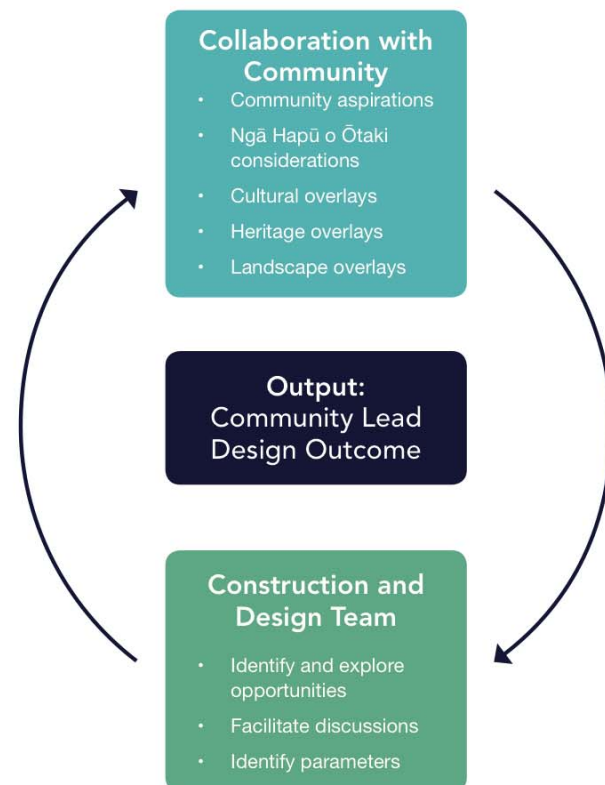 Collaboration with
Community
• Community aspirations
• Ngā Hapū o Ōtaki
considerations
• Cultural overlays
• Heritage overlays
• Landscape overlays
Output:
Community Lead
Design Outcome
Construction and
Design Team
• Identify and explore
opportunities
• Facilitate discussions
• Identify parameters